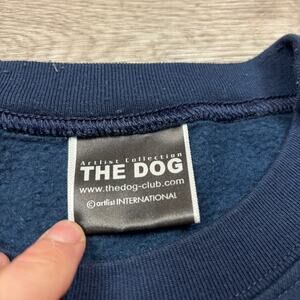 Artlist Collection
THE DOG
www.thedog-club.com
©artlist INTERNATIONAL